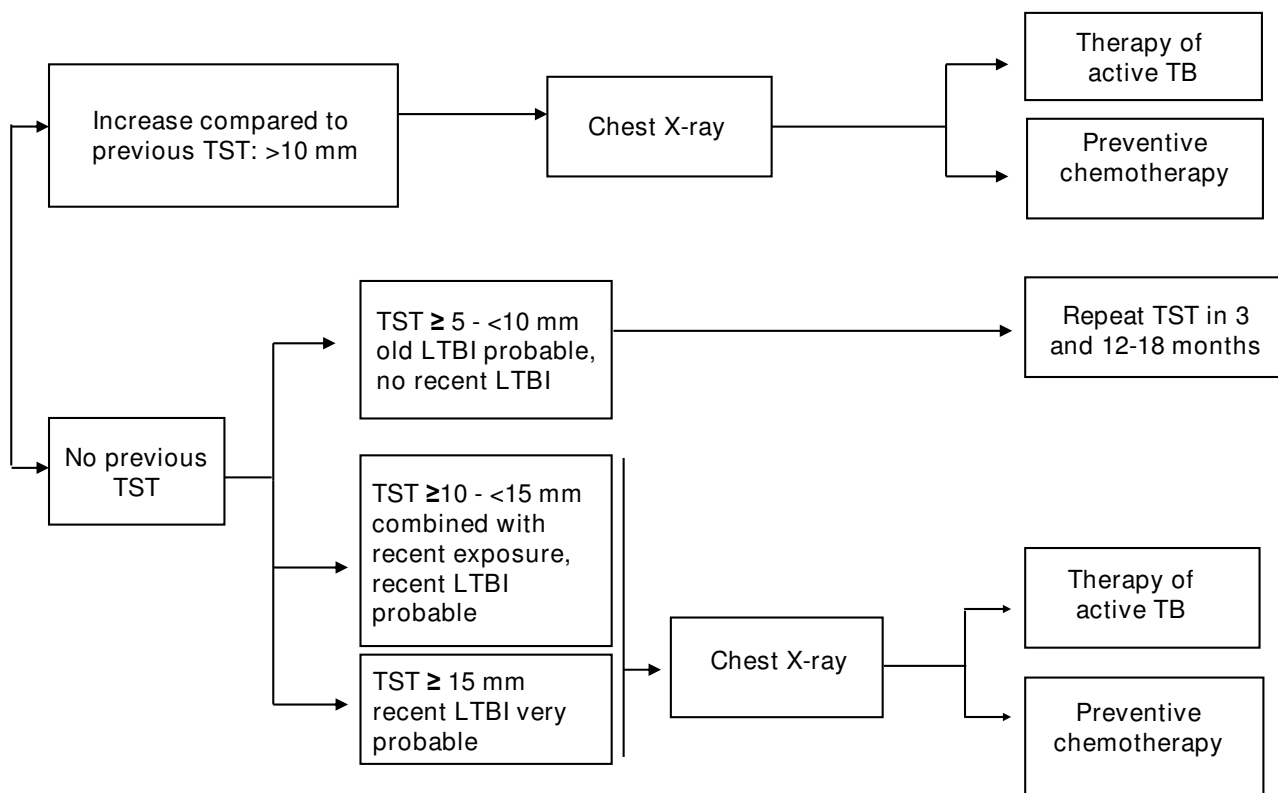 Increase compared to
previous TST: >10 mm
Chest X-ray
Therapy of
active TB
Preventive
chemotherapy
No previous
TST
TST ≥ 5 - <10 mm
old LTBI probable,
no recent LTBI
Repeat TST in 3
and 12-18 months
TST ≥10 - <15 mm
combined with
recent exposure,
recent LTBI
probable
TST ≥ 15 mm
recent LTBI very
probable
Chest X-ray
Therapy of
active TB
Preventive
chemotherapy